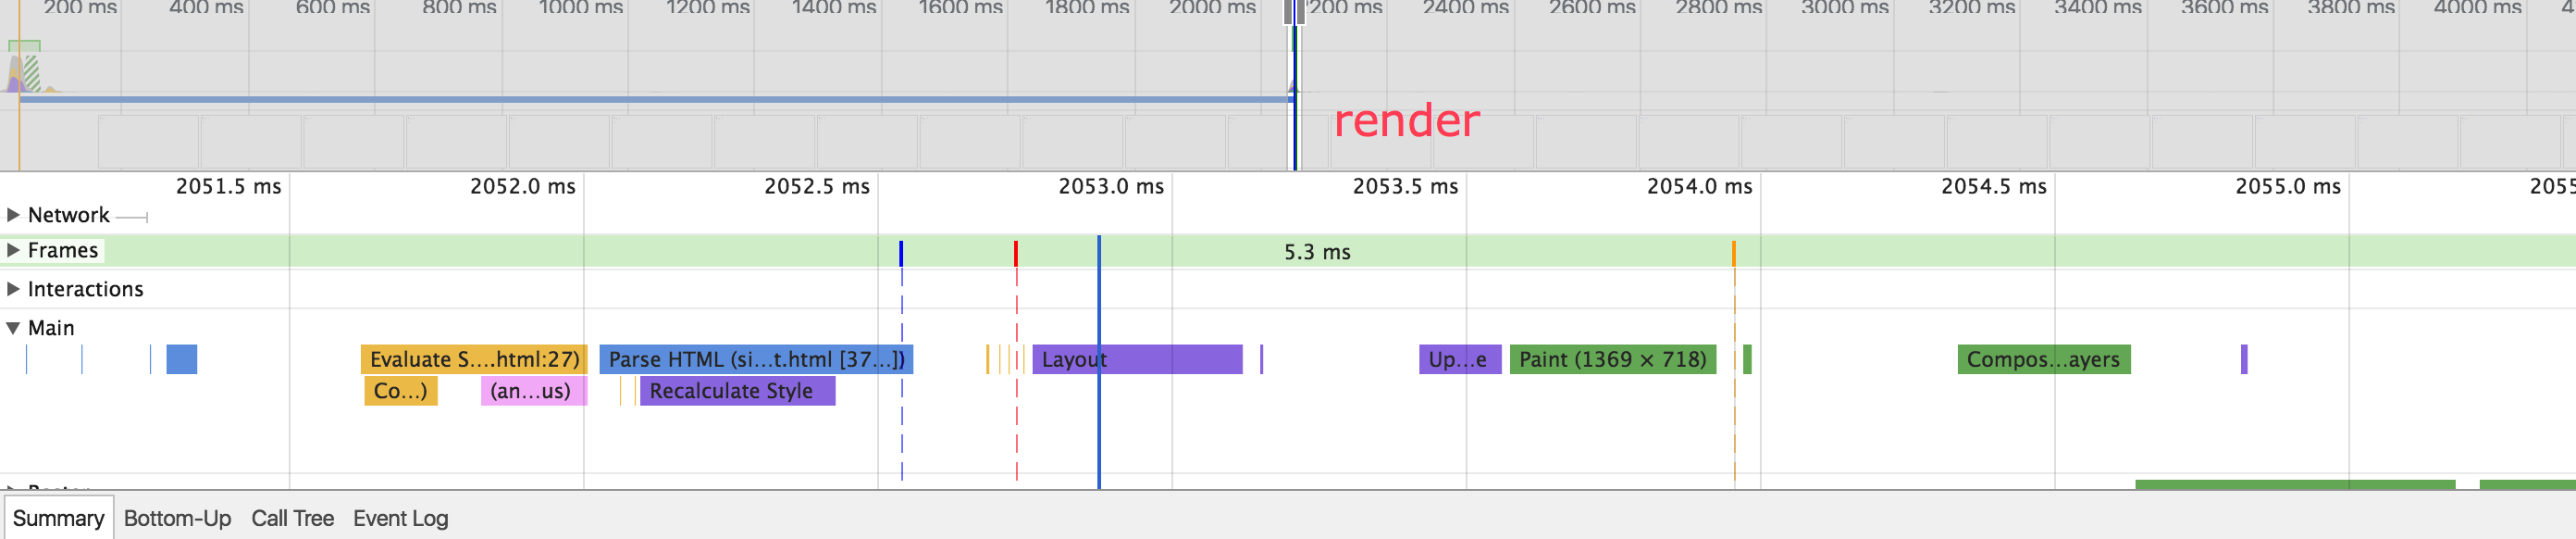 200 ms 400 ms 600 ms 800 ms 1000 ms 1200 ms 1400 ms 1600 ms 1800 ms 2000 ms 200 ms 2400 ms 2600 ms 2800 ms 3000 ms 3200 ms 3400 ms 3600 ms 3800 ms 4000 ms 4
render
2051.5 ms 2052.0 ms 2052.5 ms 2053.0 ms 2053.5 ms 2054.0 ms 2054.5 ms 2055.0 ms 2055
Network
Frames 5.3 ms
Interactions
Main
Evaluate S....html:27) Parse HTML (si...t.html [37...]) Layout Up...e Paint (1369 × 718) Compos...ayers
Co...) (an...us) Recalculate Style
Summary Bottom-Up Call Tree Event Log